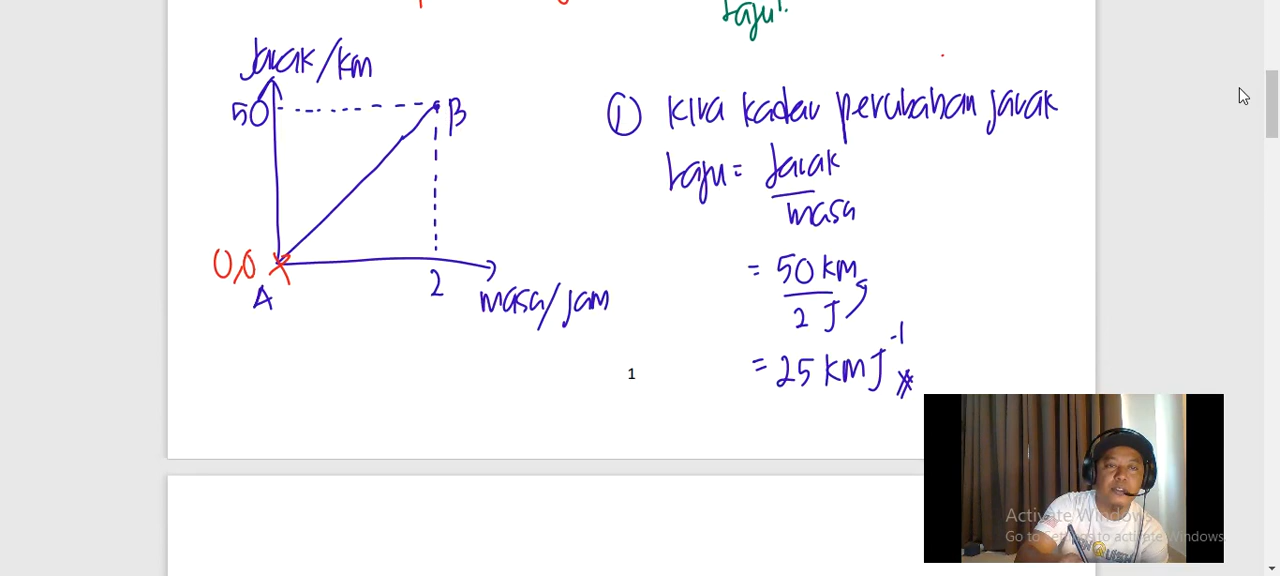 Laju:
Jarak/km
50
B
0,0
A
2
masa/jam
① Kira kadar perubahan jarak
Laju = Jarak
masa
= 50 km
2 J
= 25 kmJ⁻¹
1
Activate Windows
Go to Settings to activate Windows